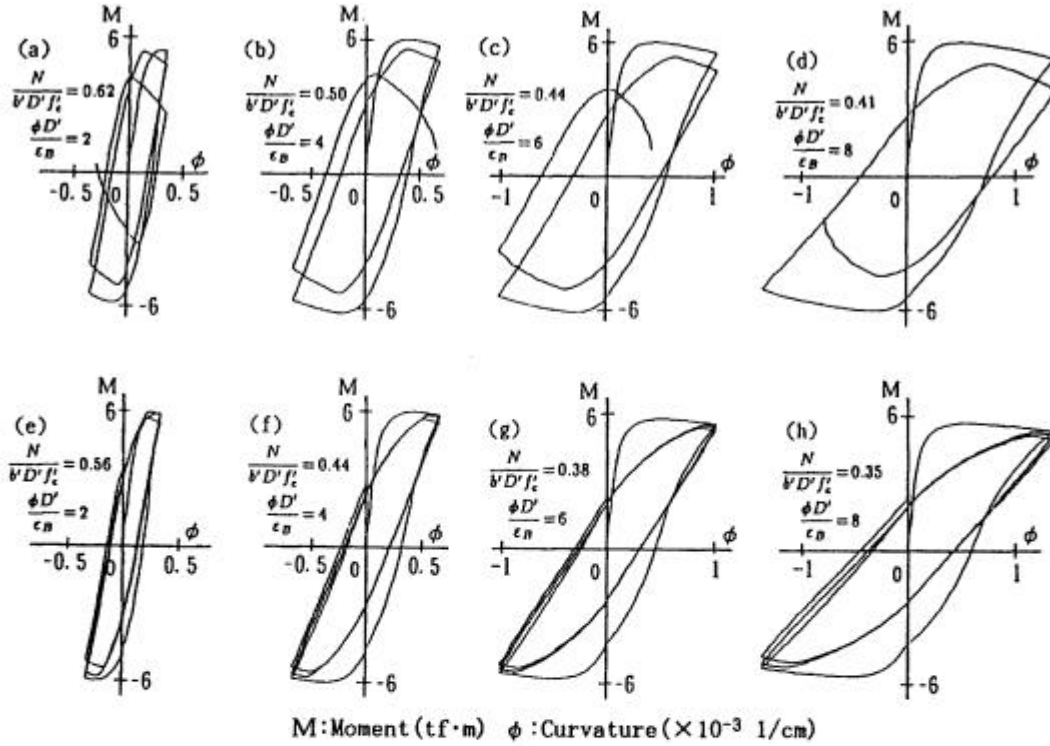 M
6
(a)
N
b'D'f'c =0.62
φD'
εB =2
φ
-0.5
0
0.5
-6
M
6
(b)
N
b'D'f'c =0.50
φD'
εB =4
φ
-0.5
0
0.5
-6
M
6
(c)
N
b'D'f'c =0.44
φD'
εB =6
φ
-1
0
1
-6
M
6
(d)
N
b'D'f'c =0.41
φD'
εB =8
φ
-1
0
1
-6
M
6
(e)
N
b'D'f'c =0.56
φD'
εB =2
φ
-0.5
0
0.5
-6
M
6
(f)
N
b'D'f'c =0.44
φD'
εB =4
φ
-0.5
0
0.5
-6
M
6
(g)
N
b'D'f'c =0.38
φD'
εB =6
φ
-1
0
1
-6
M
6
(h)
N
b'D'f'c =0.35
φD'
εB =8
φ
-1
0
1
-6
M:Moment(tf·m) φ:Curvature(×10⁻³ 1/cm)